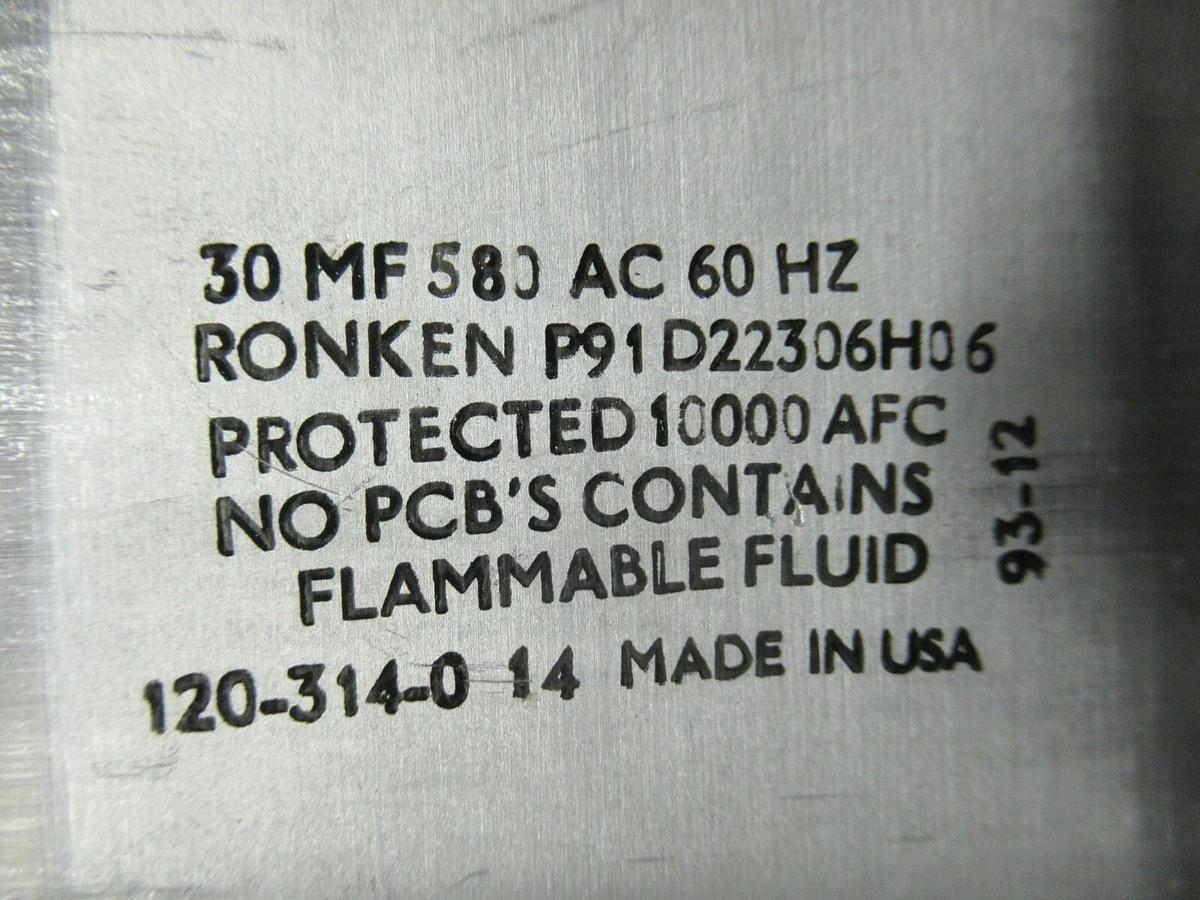 30 MF 580 AC 60 HZ
RONKEN P91D22306H06
PROTECTED 10000 AFC
NO PCB'S CONTAINS
FLAMMABLE FLUID
120-314-0 14 MADE IN USA
93-12